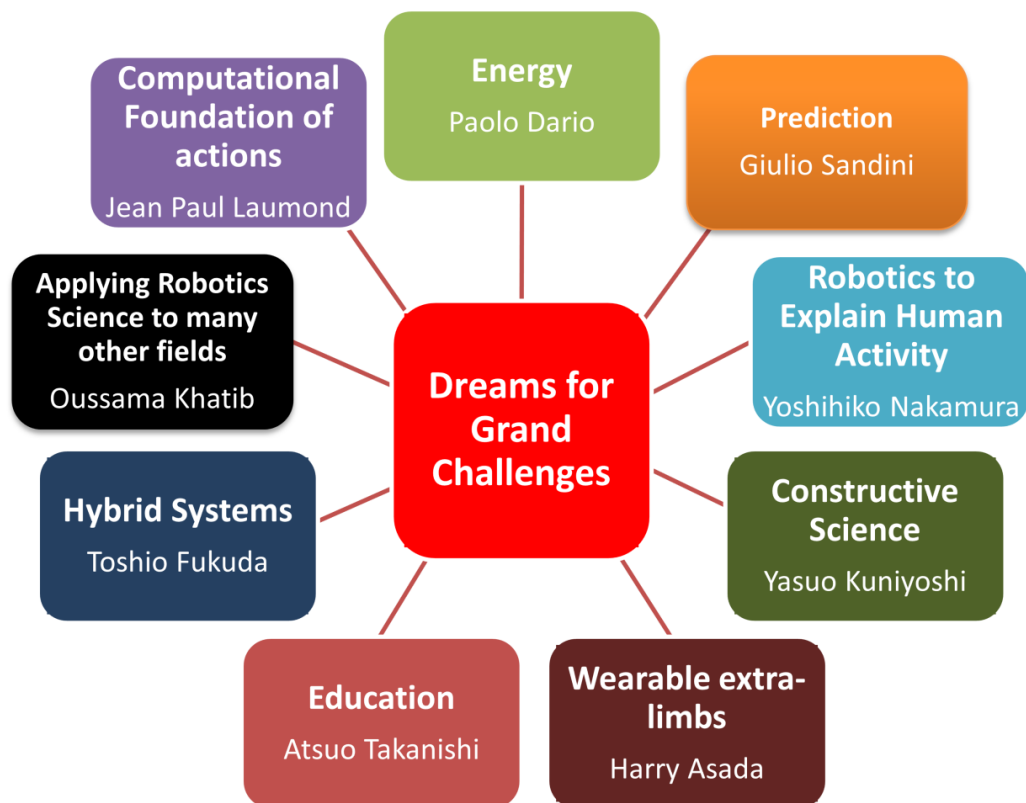 Energy
Paolo Dario
Prediction
Giulio Sandini
Robotics to
Explain Human
Activity
Yoshihiko Nakamura
Constructive
Science
Yasuo Kuniyoshi
Wearable extra-
limbs
Harry Asada
Education
Atsuo Takanishi
Hybrid Systems
Toshio Fukuda
Applying Robotics
Science to many
other fields
Oussama Khatib
Computational
Foundation of
actions
Jean Paul Laumond
Dreams for
Grand
Challenges